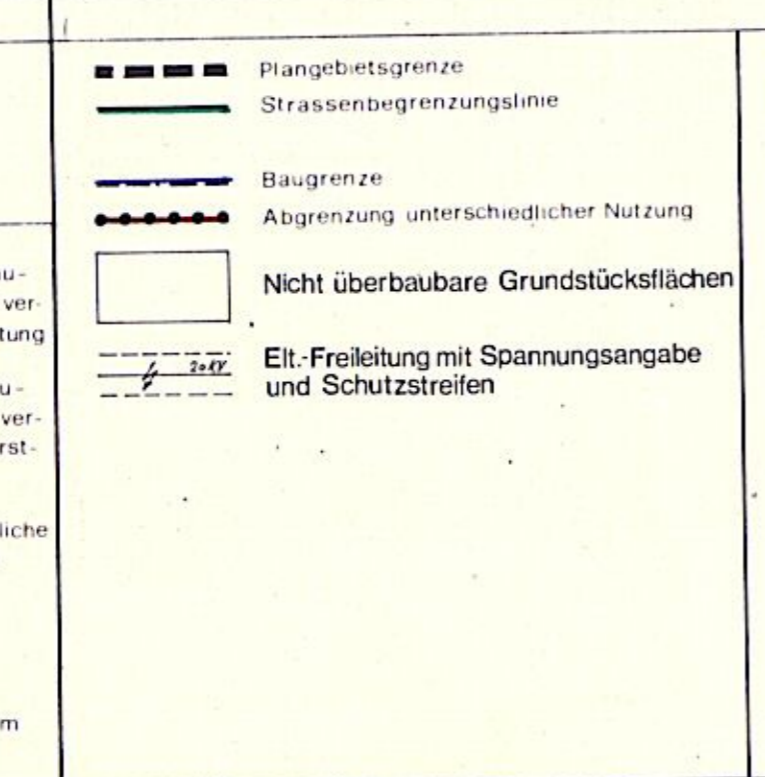 Plangebietsgrenze
Strassenbegrenzungslinie
Baugrenze
Abgrenzung unterschiedlicher Nutzung
Nicht überbaubare Grundstücksflächen
20 kV
Elt.-Freileitung mit Spannungsangabe
und Schutzstreifen
u-
ver-
tung
u-
ver-
rst-
liche
m